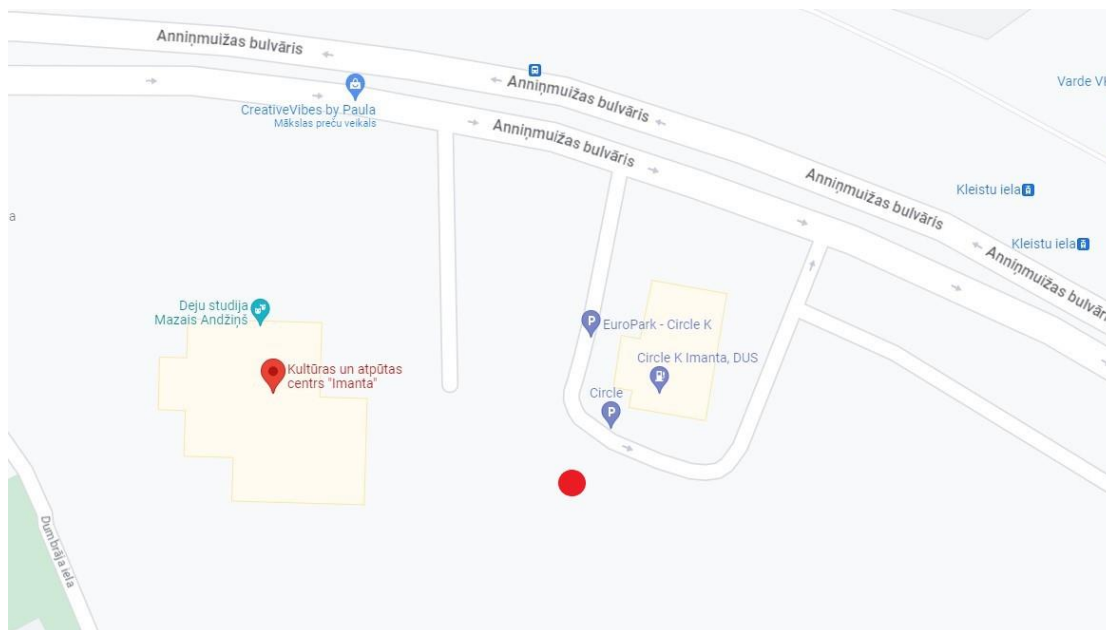 Anniņmuižas bulvāris
Anniņmuižas bulvāris
Varde
CreativeVibes by Paula
Mākslas preču veikals
Anniņmuižas bulvāris
Anniņmuižas bulvāris
Kleistu iela
a
Kleistu iela
Anniņmuižas bulvār
Deju studija
Mazais Andžiņš
P
EuroPark - Circle K
Circle K Imanta, DUS
Kultūras un atpūtas
centrs "Imanta"
Circle
P
Dumbrāja iela